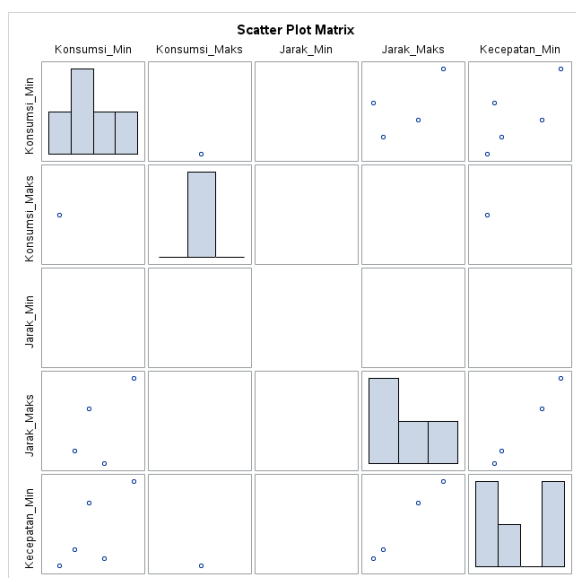 Scatter Plot Matrix
Konsumsi_Min Konsumsi_Maks Jarak_Min Jarak_Maks Kecepatan_Min
Konsumsi_Min
Konsumsi_Maks
Jarak_Min
Jarak_Maks
Kecepatan_Min